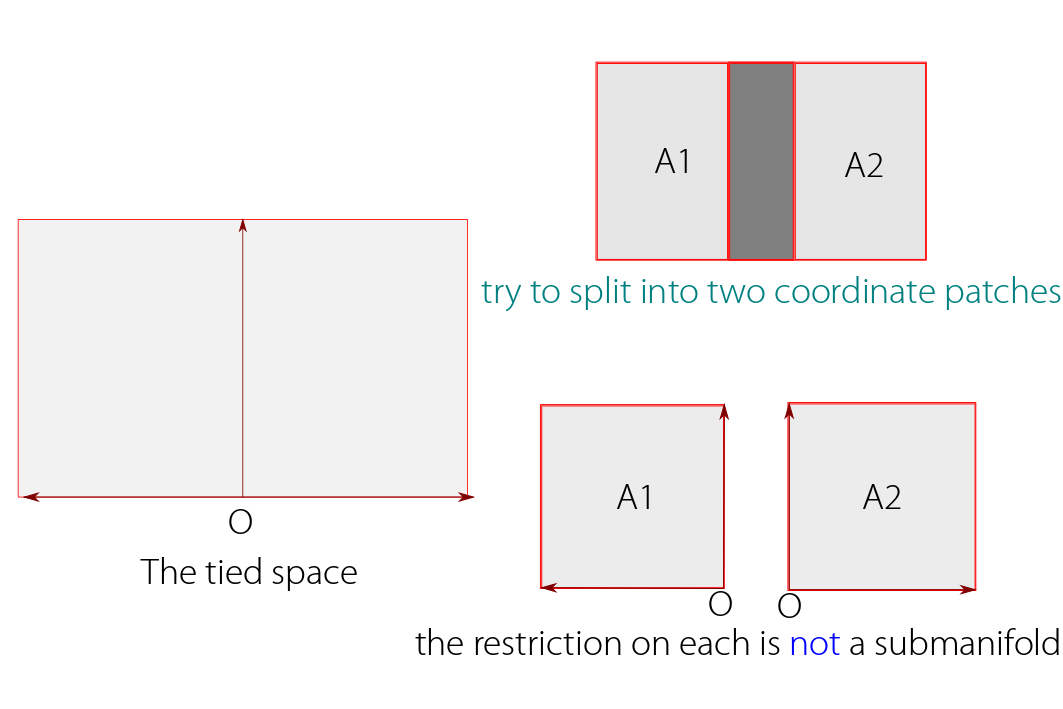 A1
A2
try to split into two coordinate patches
O
The tied space
A1
A2
O
O
the restriction on each is not a submanifold